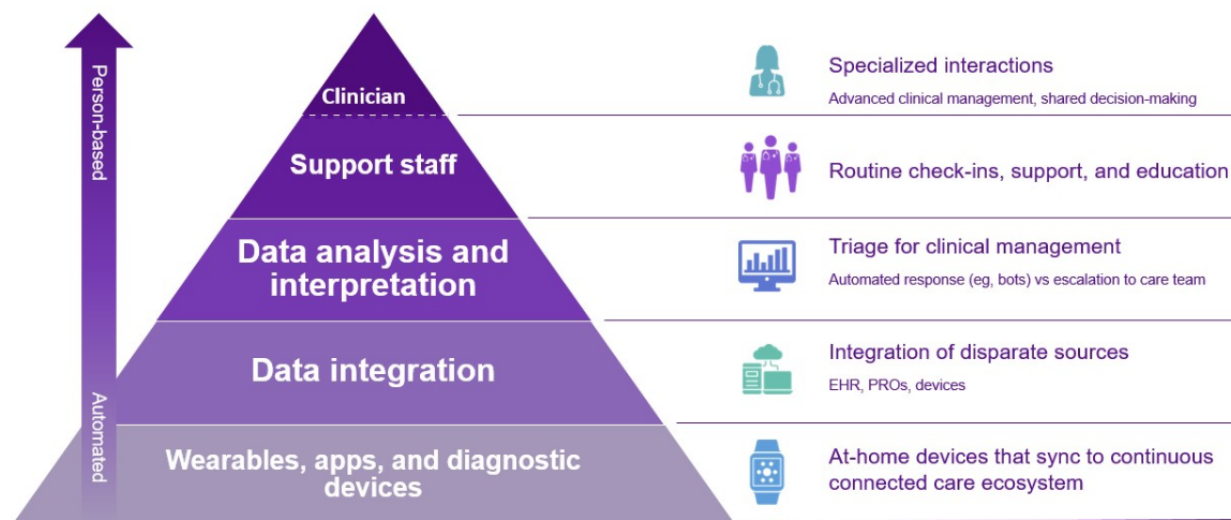 Person-based
Automated
Clinician
Support staff
Data analysis and
interpretation
Data integration
Wearables, apps, and diagnostic
devices
Specialized interactions
Advanced clinical management, shared decision-making
Routine check-ins, support, and education
Triage for clinical management
Automated response (eg, bots) vs escalation to care team
Integration of disparate sources
EHR, PROs, devices
At-home devices that sync to continuous
connected care ecosystem